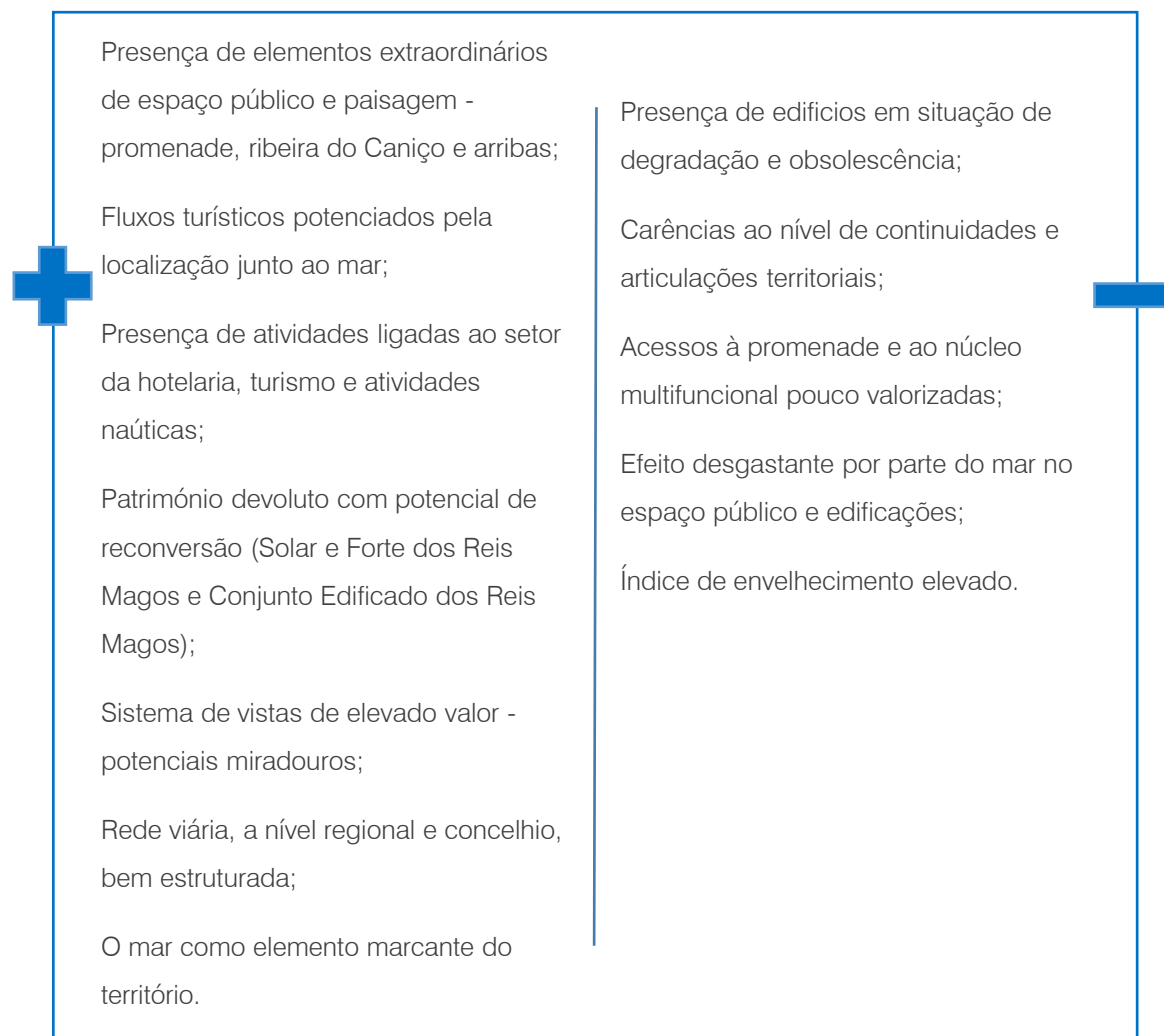 Presença de elementos extraordinários
de espaço público e paisagem -
promenade, ribeira do Caniço e arribas;
Fluxos turísticos potenciados pela
localização junto ao mar;
Presença de atividades ligadas ao setor
da hotelaria, turismo e atividades
naúticas;
Património devoluto com potencial de
reconversão (Solar e Forte dos Reis
Magos e Conjunto Edificado dos Reis
Magos);
Sistema de vistas de elevado valor -
potenciais miradouros;
Rede viária, a nível regional e concelhio,
bem estruturada;
O mar como elemento marcante do
território.
Presença de edificios em situação de
degradação e obsolescência;
Carências ao nível de continuidades e
articulações territoriais;
Acessos à promenade e ao núcleo
multifuncional pouco valorizadas;
Efeito desgastante por parte do mar no
espaço público e edificações;
Índice de envelhecimento elevado.